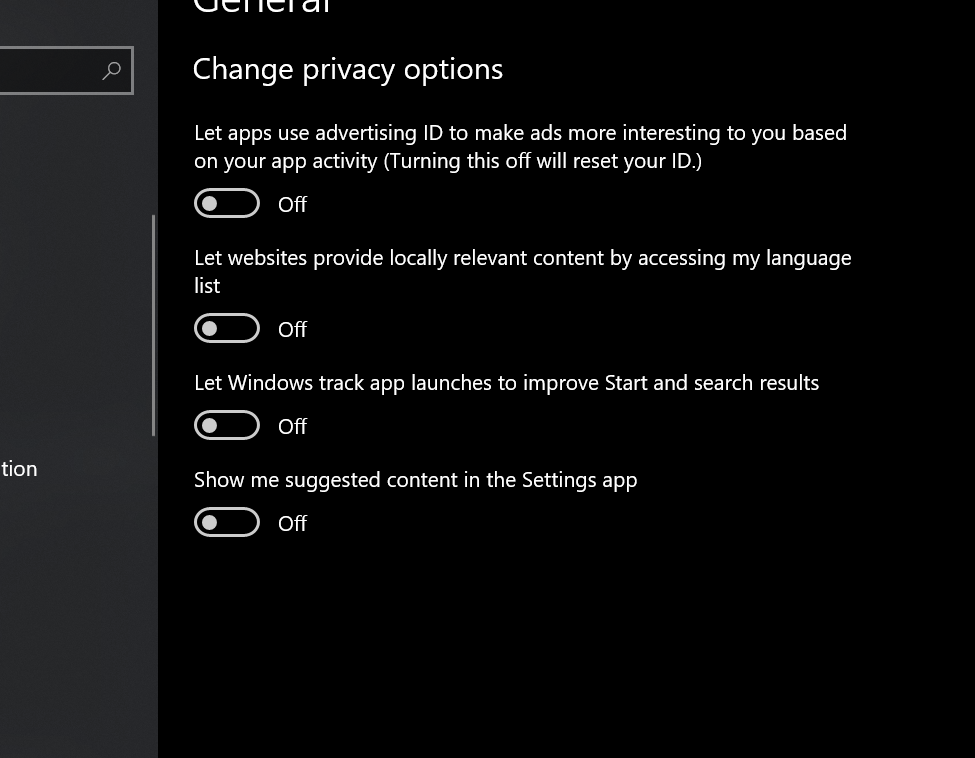 General
Change privacy options
Let apps use advertising ID to make ads more interesting to you based
on your app activity (Turning this off will reset your ID.)
Off
Let websites provide locally relevant content by accessing my language
list
Off
Let Windows track app launches to improve Start and search results
Off
tion
Show me suggested content in the Settings app
Off